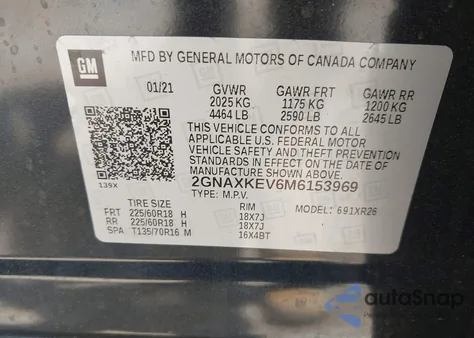 GM
MFD BY GENERAL MOTORS OF CANADA COMPANY
01/21 GVWR GAWR FRT GAWR RR
2025 KG 1175 KG 1200 KG
4464 LB 2590 LB 2645 LB
THIS VEHICLE CONFORMS TO ALL
APPLICABLE U.S. FEDERAL MOTOR
VEHICLE SAFETY AND THEFT PREVENTION
STANDARDS IN EFFECT ON THE DATE OF
MANUFACTURE SHOWN ABOVE.
2GNAXKEV6M6153969
139X TYPE: M.P.V. MODEL: 691XR26
TIRE SIZE RIM
FRT 225/60R18 H 18X7J
RR 225/60R18 H 18X7J
SPA T135/70R16 M 16X4BT
autoSnap